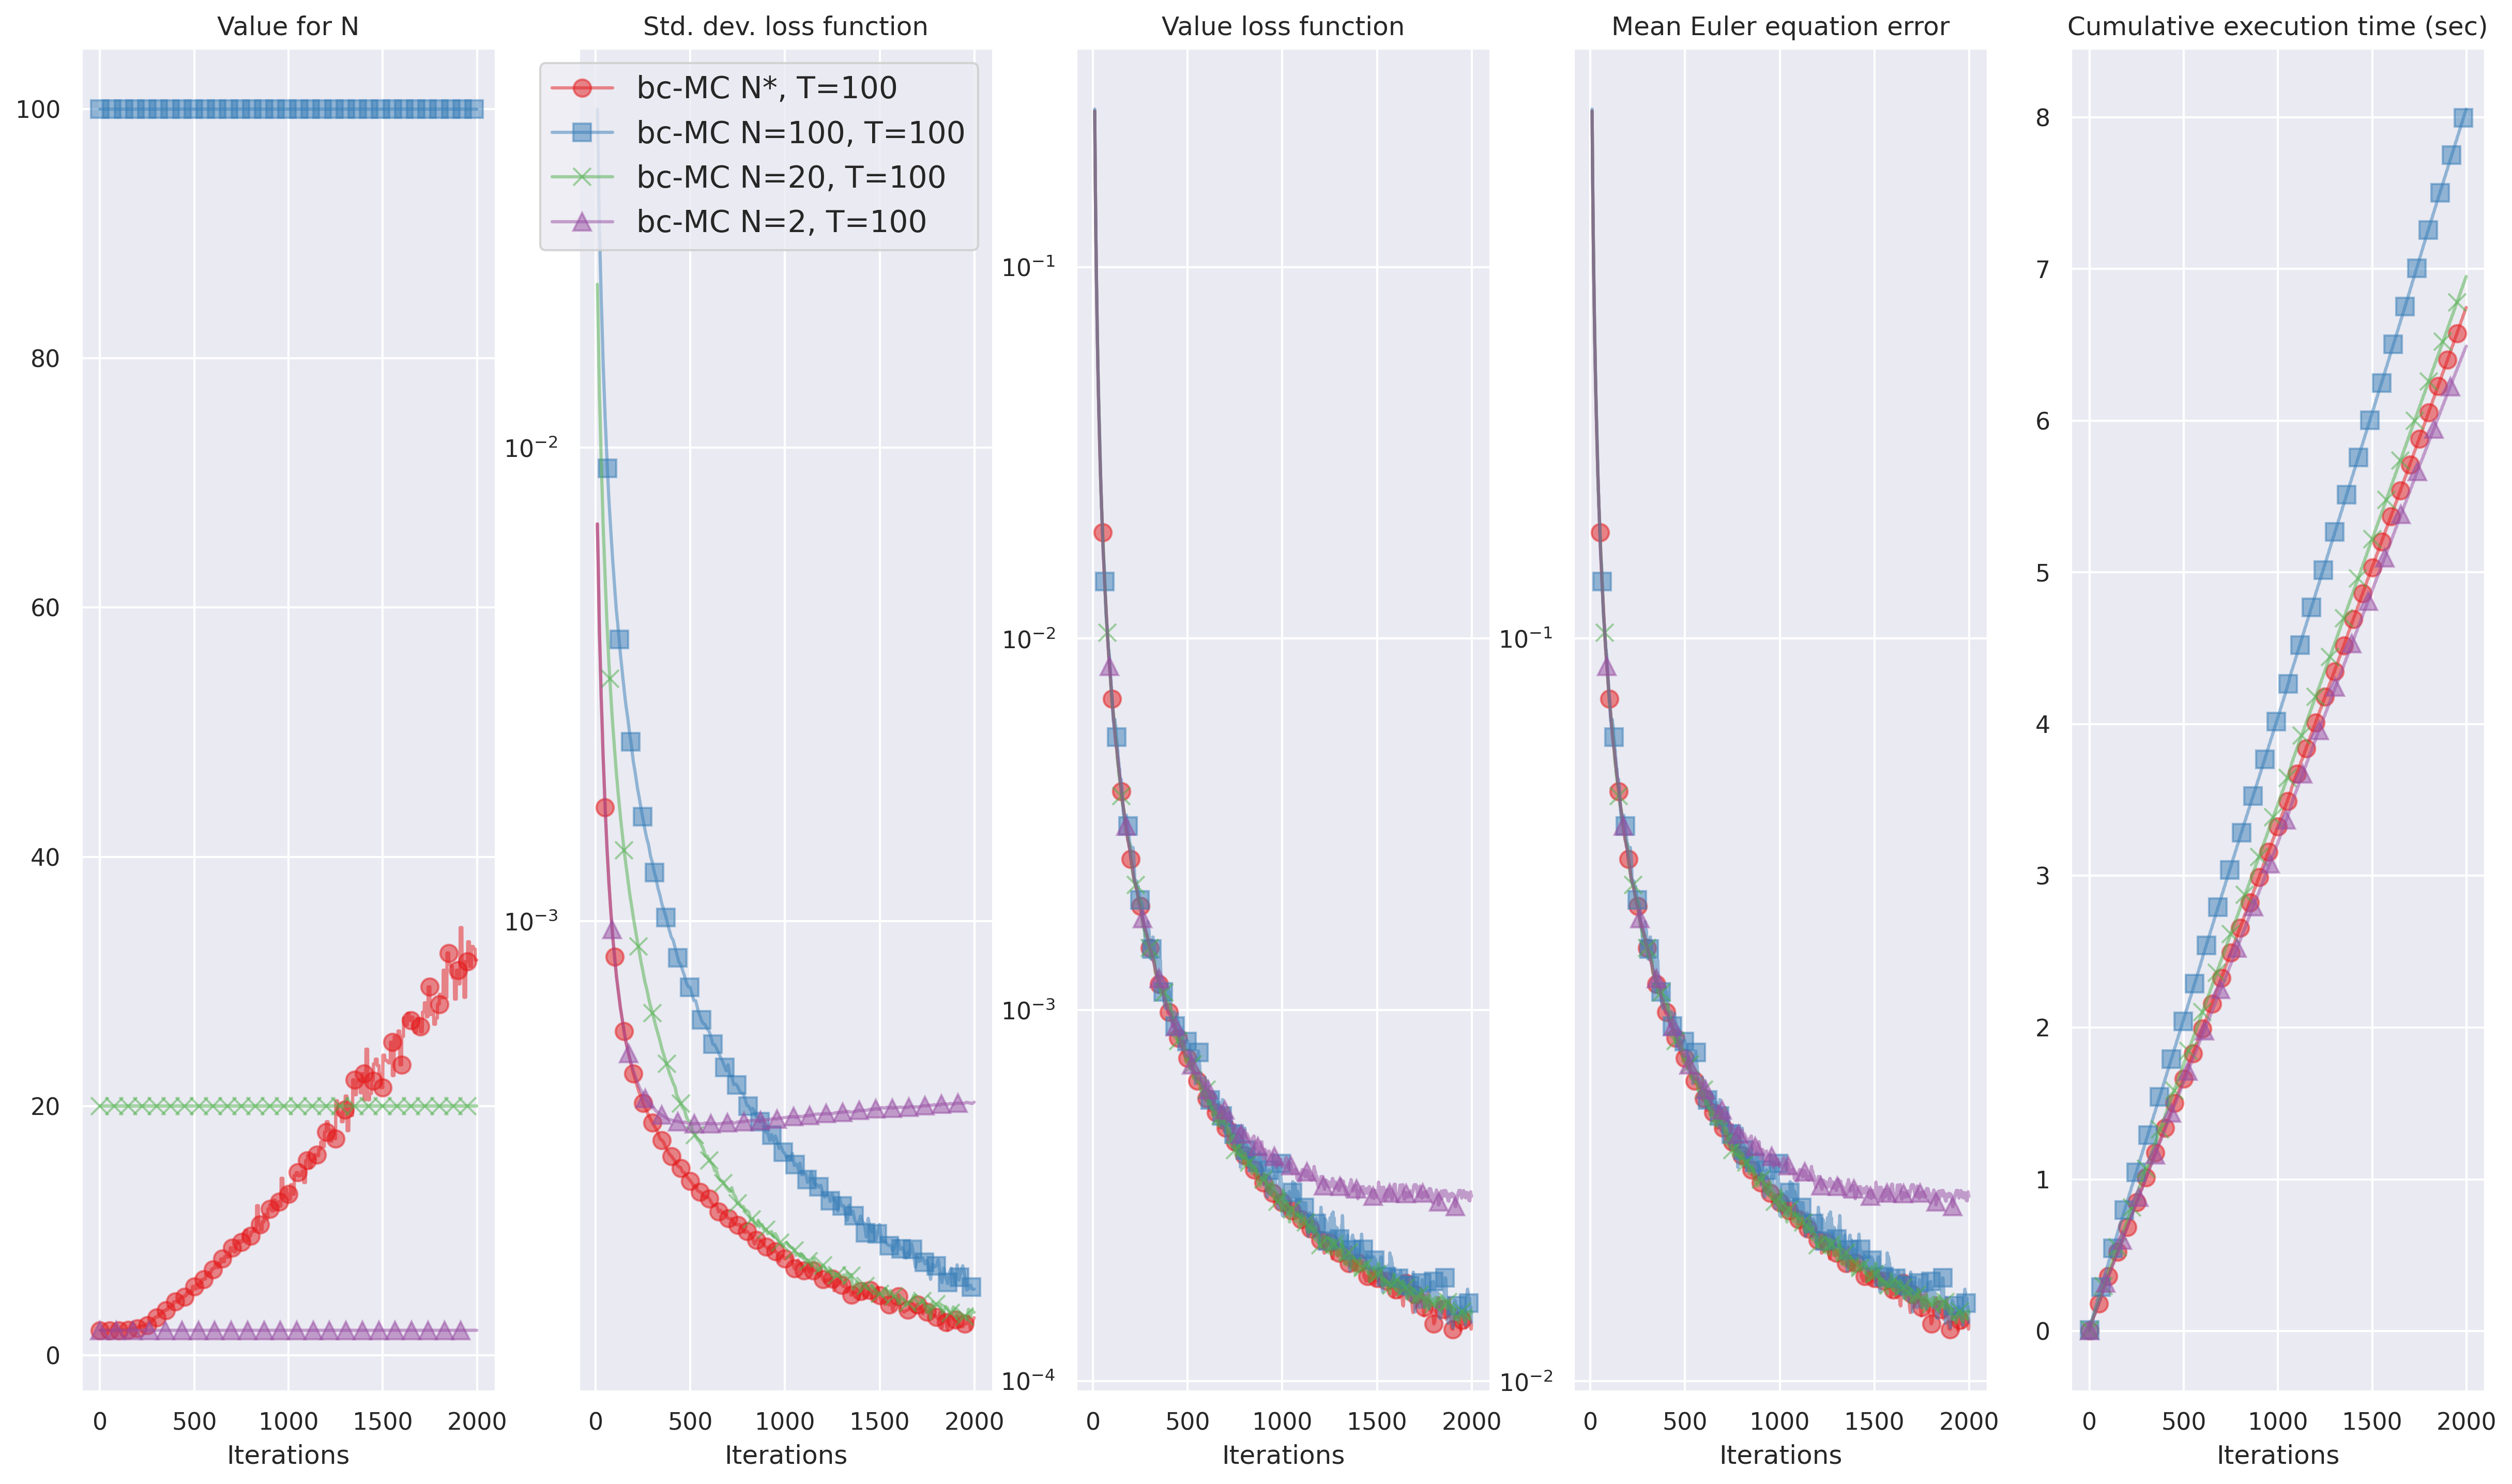 Value for N
Std. dev. loss function
Value loss function
Mean Euler equation error
Cumulative execution time (sec)
bc-MC N*, T=100
bc-MC N=100, T=100
bc-MC N=20, T=100
bc-MC N=2, T=100
100
80
60
40
20
0
0 500 1000 1500 2000
Iterations
10⁻²
10⁻³
0 500 1000 1500 2000
Iterations
10⁻¹
10⁻²
10⁻³
10⁻⁴
0 500 1000 1500 2000
Iterations
10⁻¹
10⁻²
0 500 1000 1500 2000
Iterations
8
7
6
5
4
3
2
1
0
0 500 1000 1500 2000
Iterations